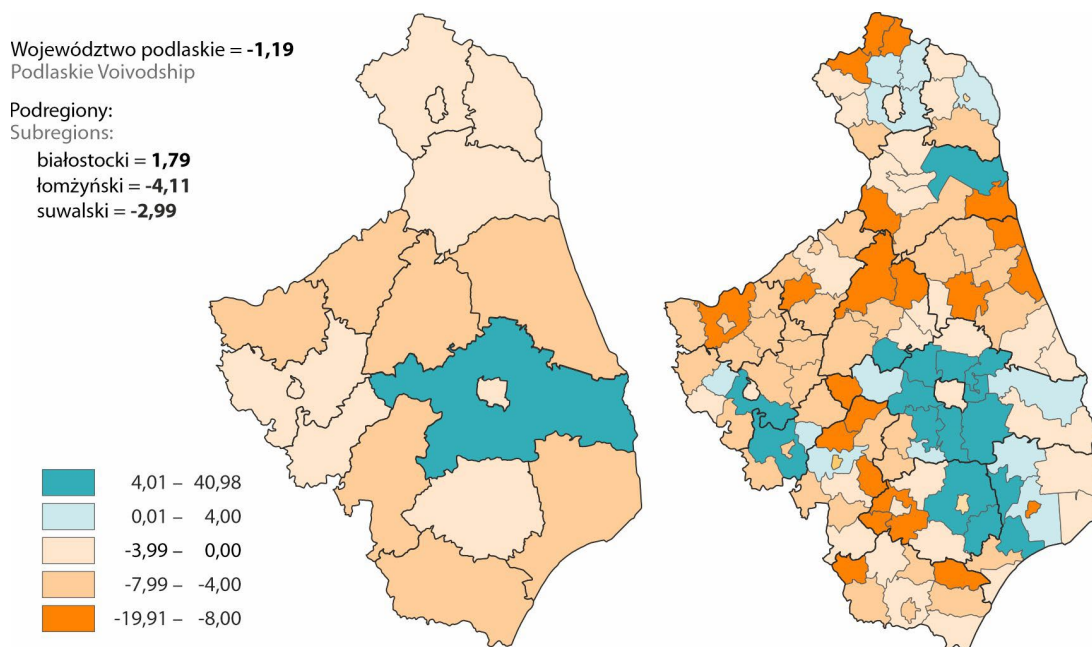 Województwo podlaskie = -1,19
Podlaskie Voivodship
Podregiony:
Subregions:
białostocki = 1,79
łomżyński = -4,11
suwalski = -2,99
4,01 – 40,98
0,01 – 4,00
-3,99 – 0,00
-7,99 – -4,00
-19,91 – -8,00